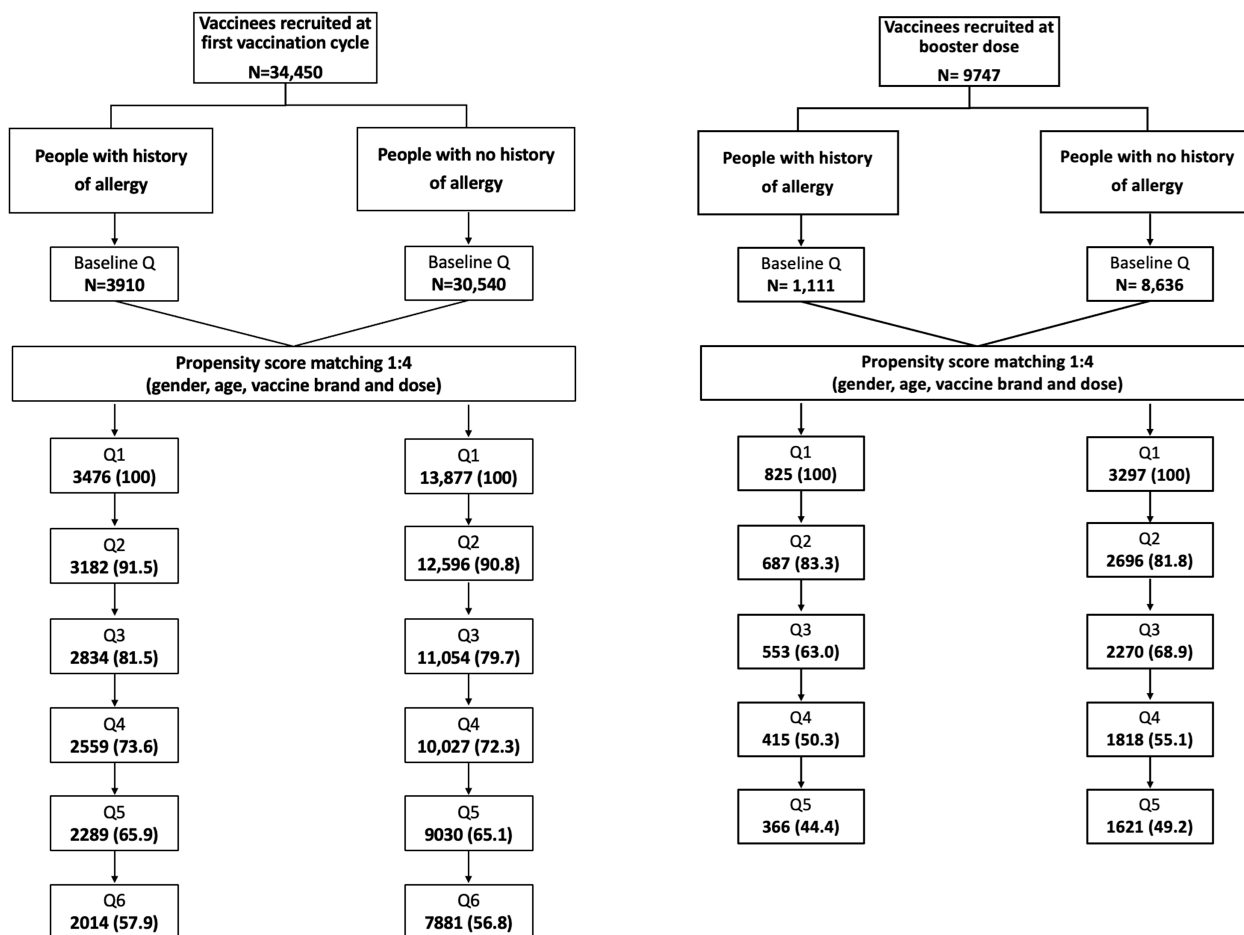 Vaccinees recruited at
first vaccination cycle
N=34,450
People with history
of allergy
People with no history
of allergy
Baseline Q
N=3910
Baseline Q
N=30,540
Propensity score matching 1:4
(gender, age, vaccine brand and dose)
Q1
3476 (100)
Q1
13,877 (100)
Q2
3182 (91.5)
Q2
12,596 (90.8)
Q3
2834 (81.5)
Q3
11,054 (79.7)
Q4
2559 (73.6)
Q4
10,027 (72.3)
Q5
2289 (65.9)
Q5
9030 (65.1)
Q6
2014 (57.9)
Q6
7881 (56.8)
Vaccinees recruited at
booster dose
N= 9747
People with history
of allergy
People with no history
of allergy
Baseline Q
N= 1,111
Baseline Q
N= 8,636
Propensity score matching 1:4
(gender, age, vaccine brand and dose)
Q1
825 (100)
Q1
3297 (100)
Q2
687 (83.3)
Q2
2696 (81.8)
Q3
553 (63.0)
Q3
2270 (68.9)
Q4
415 (50.3)
Q4
1818 (55.1)
Q5
366 (44.4)
Q5
1621 (49.2)